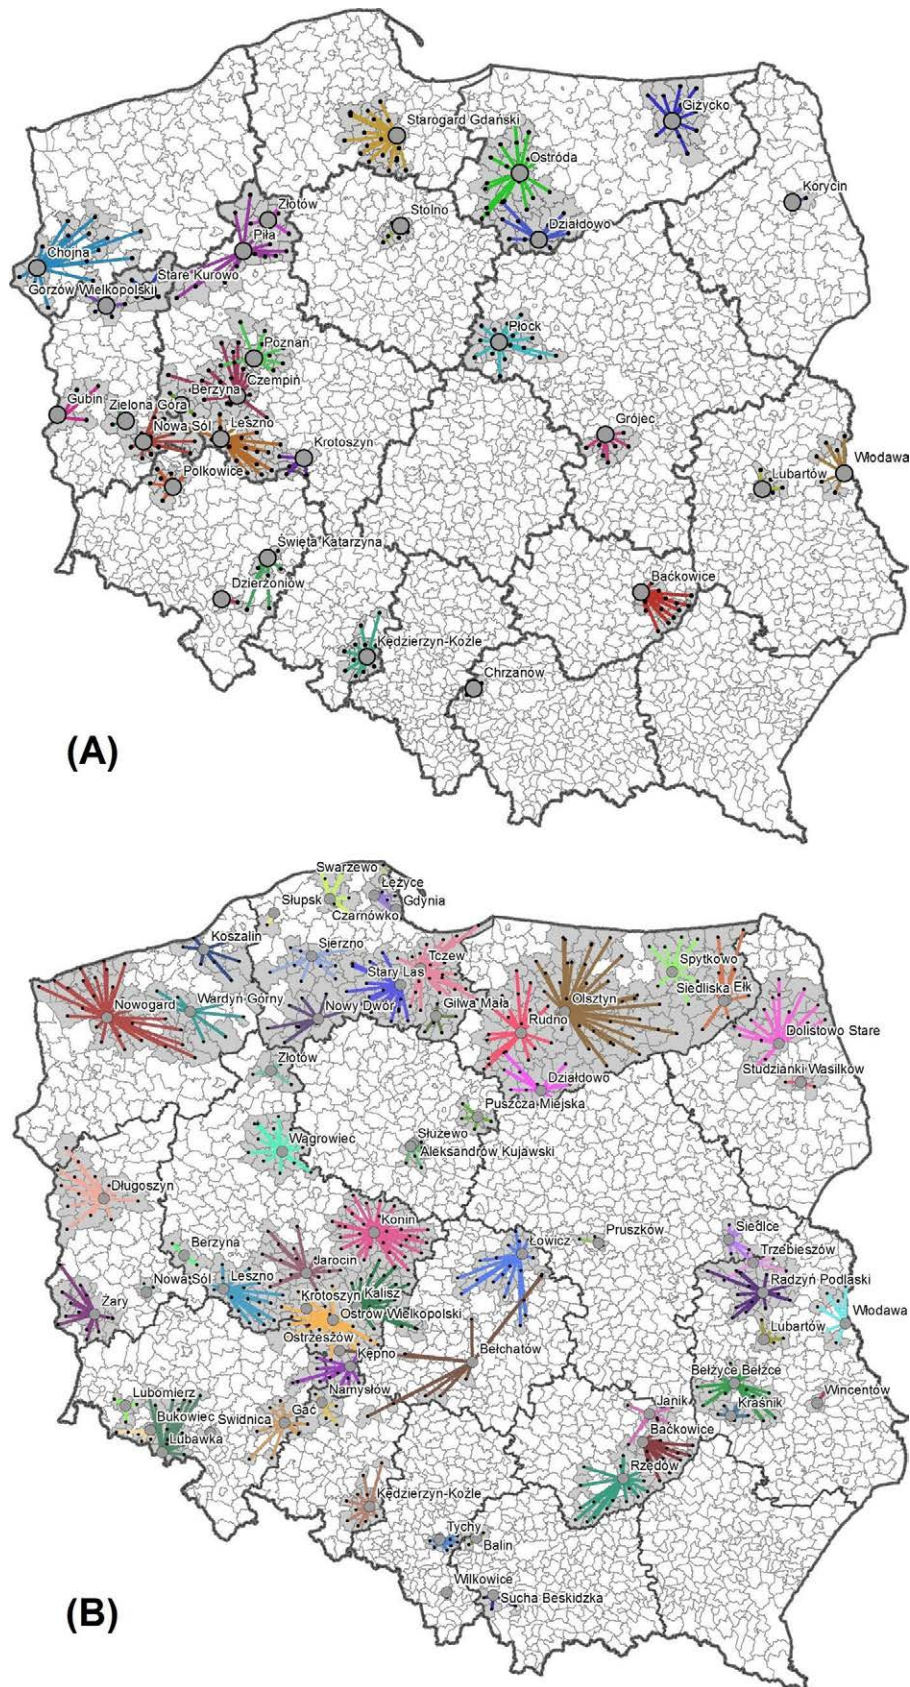 Starogard Gdański
Giżycko
Ostróda
Korycin
Złotów
Stolno
Piła
Działdowo
Chojna
Stare Kurowo
Gorzów Wielkopolski
Płock
Poznań
Czempiń
Berzyna
Gubin
Zielona Góra
Nowa Sól
Leszno
Grójec
Krotoszyn
Włodawa
Polkowice
Lubartów
Święta Katarzyna
Dzierżoniów
Baćkowice
Kędzierzyn-Koźle
Chrzanów
(A)
Swarzewo
Łężyce
Słupsk
Gdynia
Czarnówko
Koszalin
Sierzno
Tczew
Stary Las
Spytkowo
Siedliska Ełk
Nowogard
Wardyń Górny
Nowy Dwór
Gilwa Mała
Olsztyn
Rudno
Dolistowo Stare
Złotów
Działdowo
Studzianki Wasilków
Puszcza Miejska
Wągrowiec
Służewo
Aleksandrów Kujawski
Długoszyn
Konin
Pruszków
Siedlce
Berzyna
Łowicz
Trzebieszów
Jarocin
Nowa Sól
Leszno
Radzyń Podlaski
Żary
Krotoszyn Kalisz
Ostrów Wielkopolski
Włodawa
Lubartów
Ostrzeszów
Kępno
Bełchatów
Bełżyce Bełżce
Namysłów
Lubomierz
Kraśnik
Wincentów
Bukowiec
Świdnica
Gać
Janik
Lubawka
Baćkowice
Rzędów
Kędzierzyn-Koźle
Tychy
Balin
Wilkowice
Sucha Beskidzka
(B)